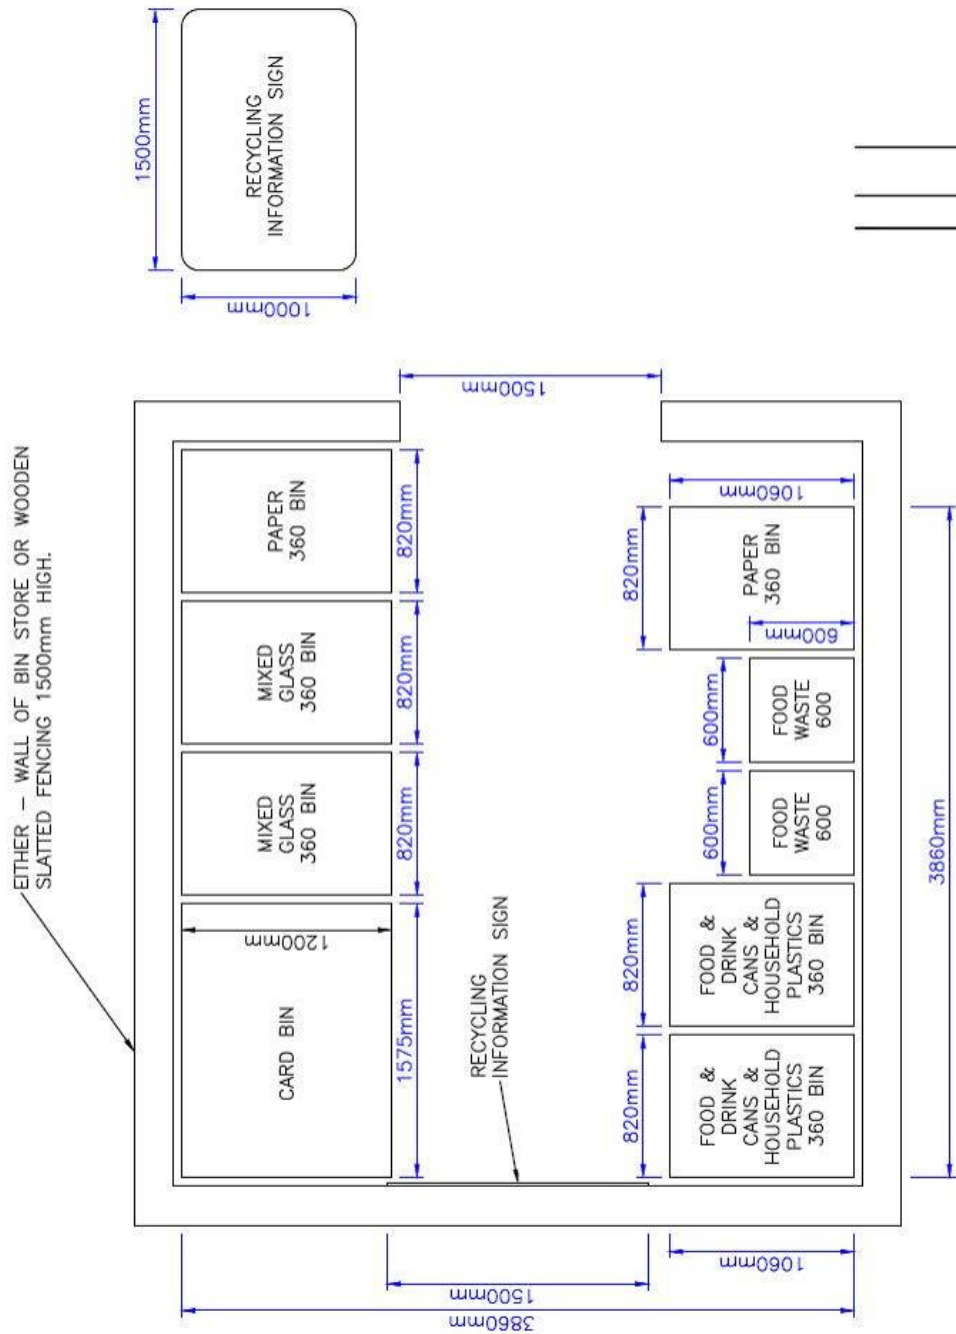 EITHER – WALL OF BIN STORE OR WOODEN
SLATTED FENCING 1500mm HIGH.
1500mm
RECYCLING
INFORMATION SIGN
1000mm
CARD BIN
1200mm
1575mm
MIXED
GLASS
360 BIN
820mm
MIXED
GLASS
360 BIN
820mm
PAPER
360 BIN
820mm
1500mm
RECYCLING
INFORMATION SIGN
820mm
FOOD &
DRINK
CANS &
HOUSEHOLD
PLASTICS
360 BIN
820mm
FOOD &
DRINK
CANS &
HOUSEHOLD
PLASTICS
360 BIN
600mm
FOOD
WASTE
600
600mm
FOOD
WASTE
600
600mm
820mm
PAPER
360 BIN
1060mm
3860mm
1060mm
1500mm
3860mm